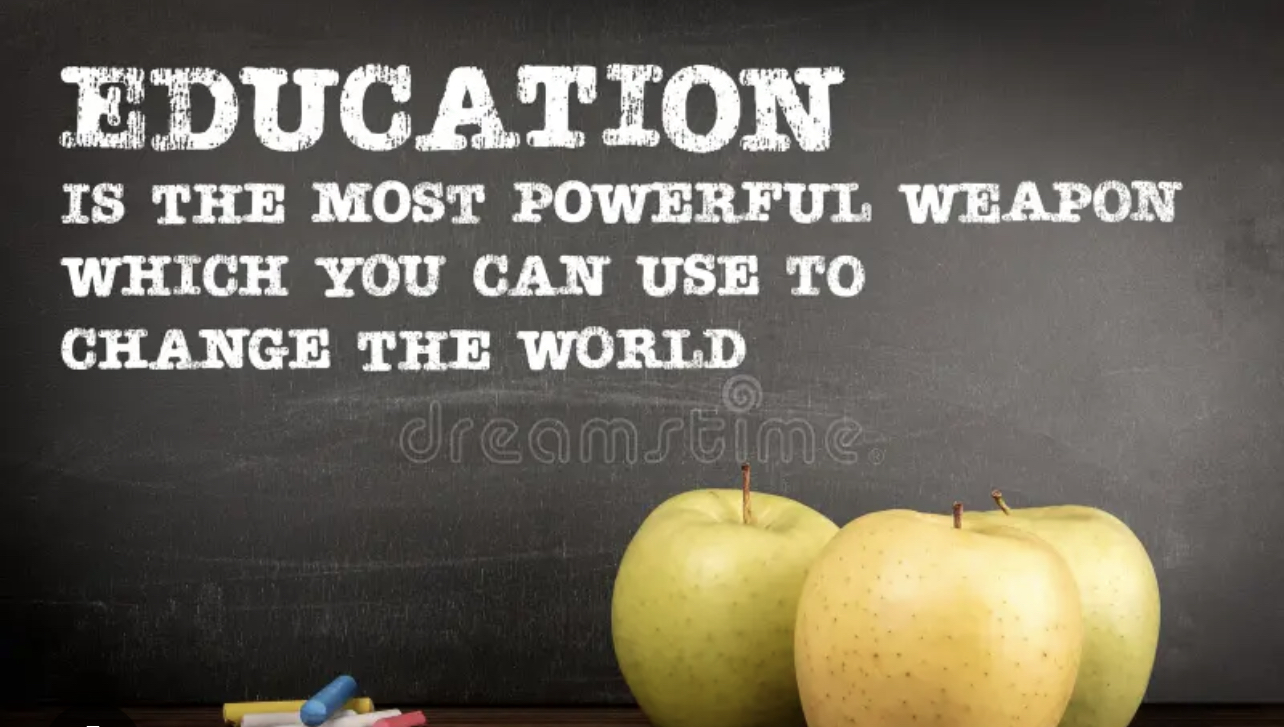 EDUCATION
IS THE MOST POWERFUL WEAPON
WHICH YOU CAN USE TO
CHANGE THE WORLD
dreamstime